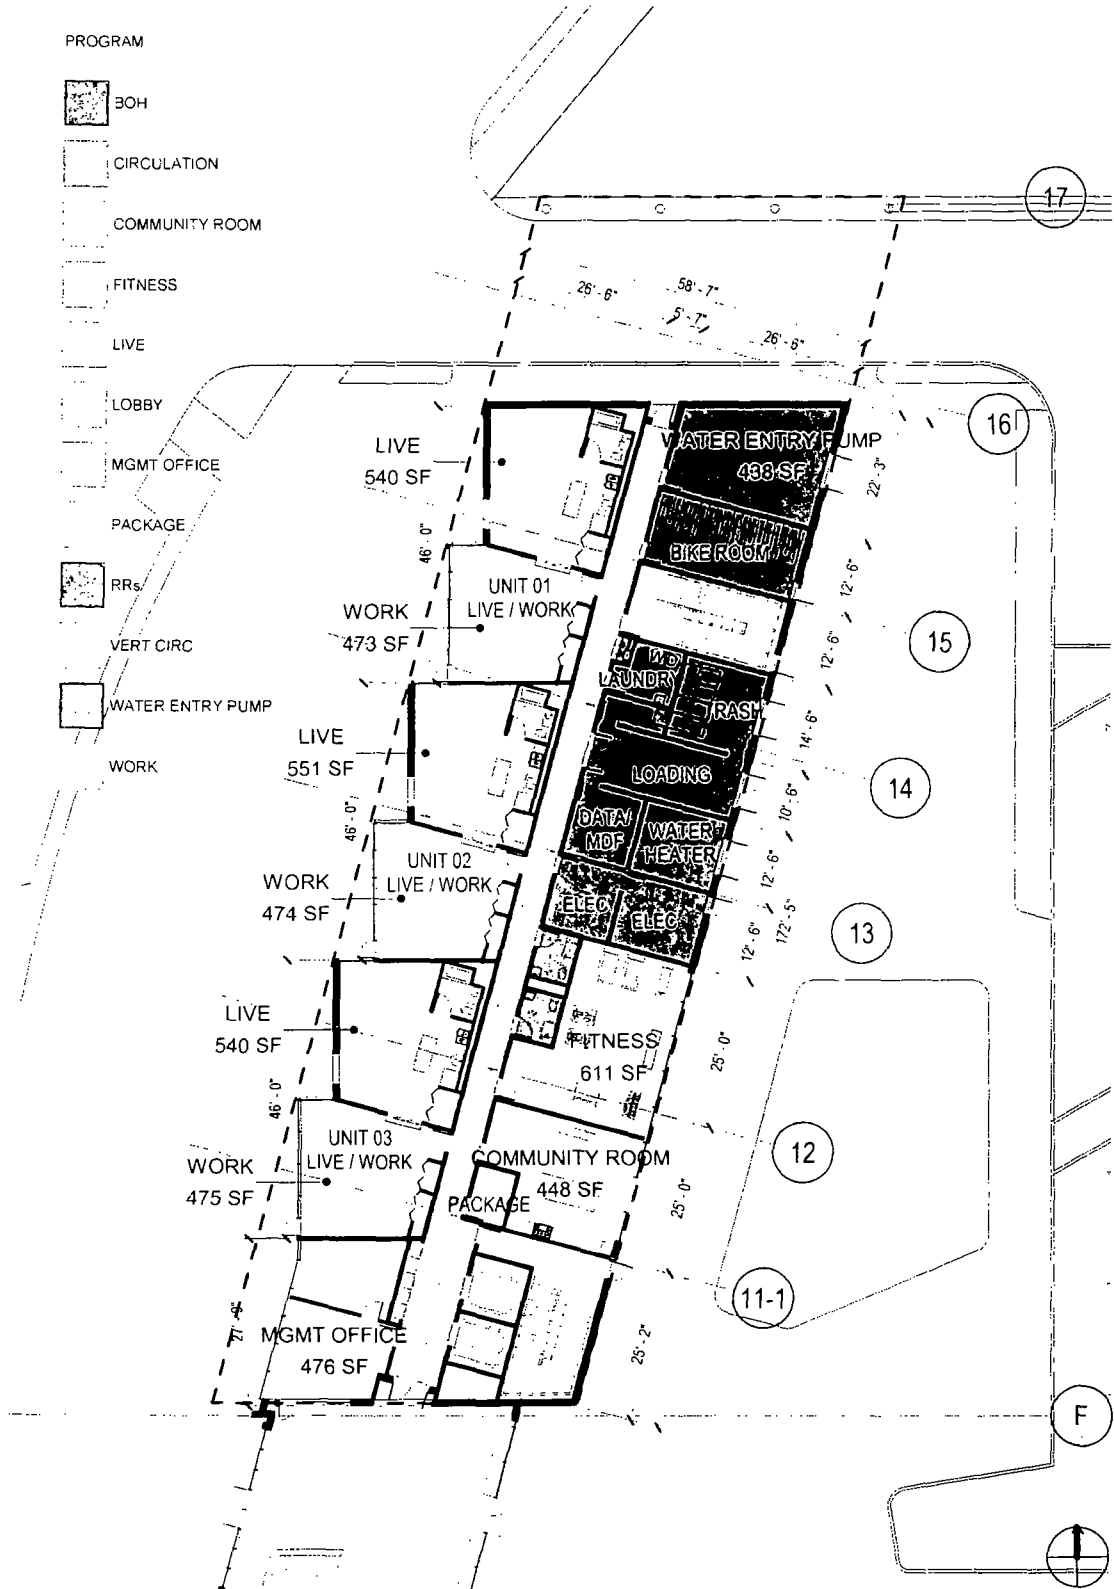 PROGRAM
BOH
CIRCULATION
COMMUNITY ROOM
FITNESS
LIVE
LOBBY
MGMT OFFICE
PACKAGE
RRs
VERT CIRC
WATER ENTRY PUMP
WORK
17
26' - 6"
58' - 7"
5' - 7"
26' - 6"
16
LIVE
540 SF
WATER ENTRY PUMP
438 SF
22' - 3"
46' - 0"
BIKE ROOM
12' - 6"
UNIT 01
LIVE / WORK
WORK
473 SF
15
12' - 6"
W/D
LAUNDRY
RASH
14' - 6"
LIVE
551 SF
LOADING
14
10' - 6"
46' - 0"
DATA/
MDF
WATER
HEATER
UNIT 02
LIVE / WORK
12' - 6"
WORK
474 SF
ELEC
ELEC
172' - 5"
12' - 6"
13
LIVE
540 SF
FITNESS
611 SF
25' - 0"
46' - 0"
UNIT 03
LIVE / WORK
COMMUNITY ROOM
448 SF
12
WORK
475 SF
PACKAGE
25' - 0"
11-1
MGMT OFFICE
476 SF
25' - 2"
F